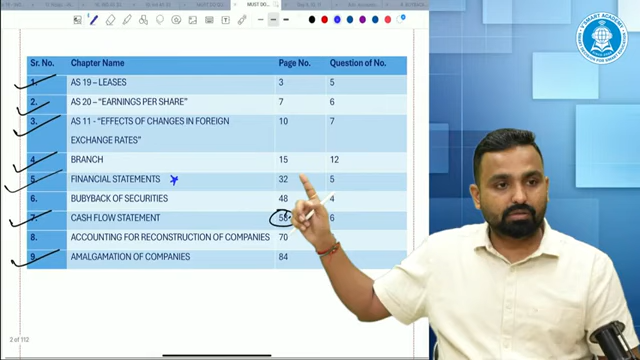 Sr. No. Chapter Name Page No. Question of No.
1. AS 19 – LEASES 3 5
2. AS 20 – "EARNINGS PER SHARE" 7 6
3. AS 11 - "EFFECTS OF CHANGES IN FOREIGN
EXCHANGE RATES" 10 7
4 BRANCH 15 12
5. FINANCIAL STATEMENTS 32 5
6. BUBYBACK OF SECURITIES 48 4
7. CASH FLOW STATEMENT 6
8. ACCOUNTING FOR RECONSTRUCTION OF COMPANIES 70
9. AMALGAMATION OF COMPANIES 84
2 of 112
V SMART ACADEMY